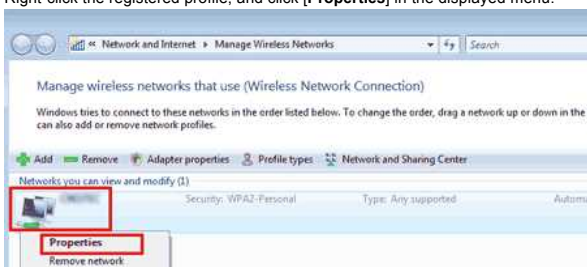 Right-click the registered profile, and click [Properties] in the displayed menu.
Network and Internet Manage Wireless Networks Search
Manage wireless networks that use (Wireless Network Connection)
Windows tries to connect to these networks in the order listed below. To change the order, drag a network up or down in the
can also add or remove network profiles.
Add Remove Adapter properties Profile types Network and Sharing Center
Networks you can view and modify (1)
Security: WPA2-Personal Type: Any supported Automa
Properties
Remove network